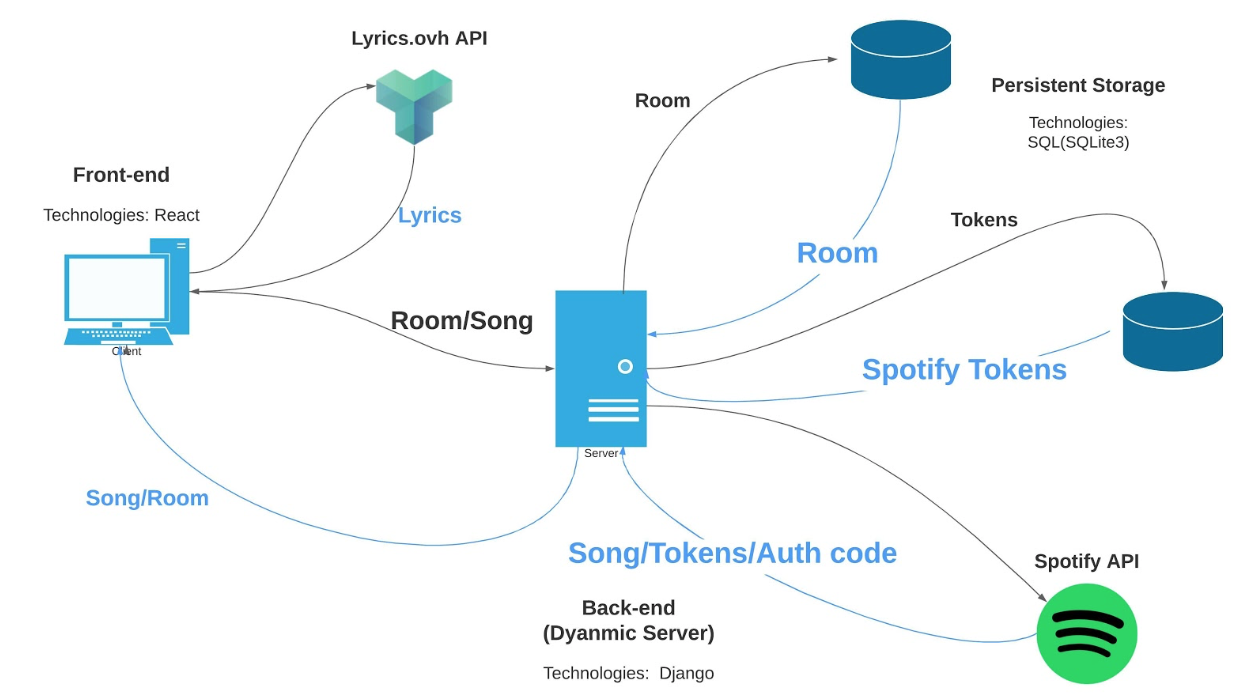 Lyrics.ovh API
Persistent Storage
Room
Technologies:
SQL(SQLite3)
Front-end
Technologies: React
Lyrics
Tokens
Room
Room/Song
Client
Spotify Tokens
Server
Song/Room
Song/Tokens/Auth code
Spotify API
Back-end
(Dyanmic Server)
Technologies:  Django